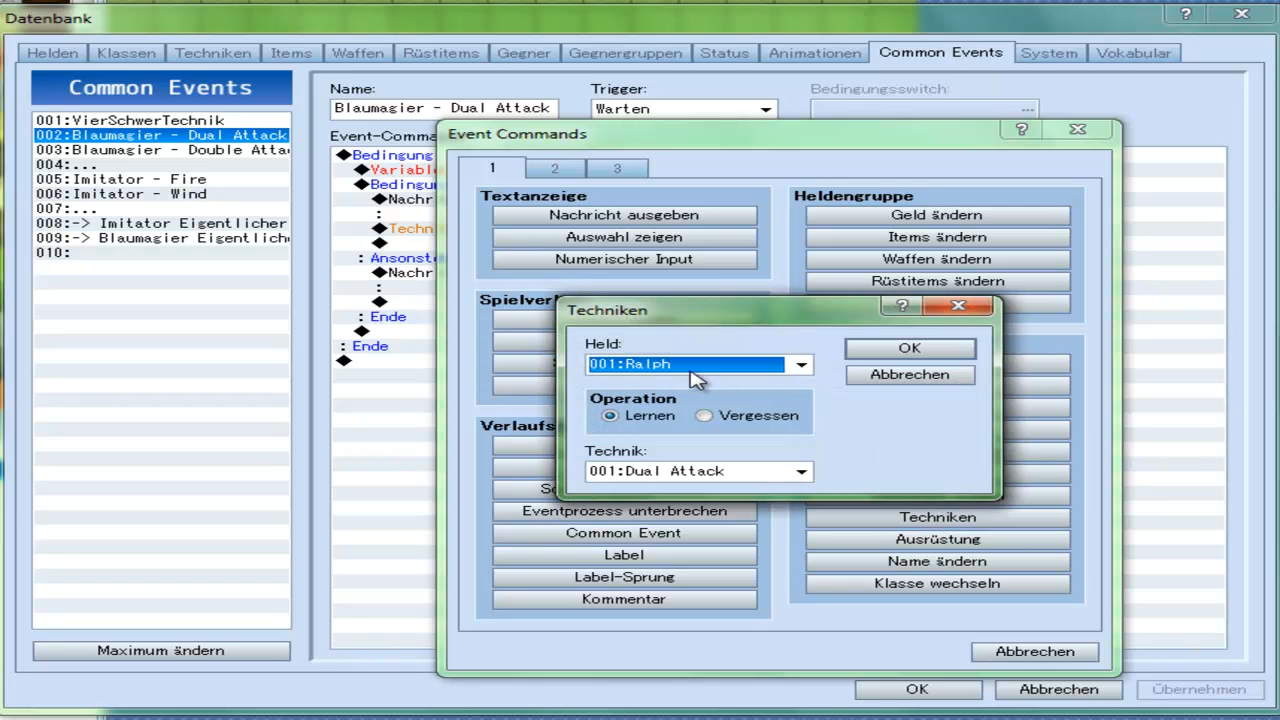 Datenbank
Helden Klassen Techniken Items Waffen Rüstitems Gegner Gegnergruppen Status Animationen Common Events System Vokabular
Common Events
001:VierSchwerTechnik
002:Blaumagier - Dual Attack
003:Blaumagier - Double Atta
004:...
005:Imitator - Fire
006:Imitator - Wind
007:...
008:-> Imitator Eigentlicher
009:-> Blaumagier Eigentlich
010:
Maximum ändern
Name:
Blaumagier - Dual Attack
Trigger:
Warten
Bedingungsswitch:
...
Event-Comma
◆Bedingung
◆Variabl
◆Bedingu
◆Nachr
:
◆Techn
◆
: Ansonst
◆Nachr
:
◆
: Ende
◆
: Ende
◆
Event Commands
1 2 3
Textanzeige
Nachricht ausgeben
Auswahl zeigen
Numerischer Input
Spielver
Verlaufs
Eventprozess unterbrechen
Common Event
Label
Label-Sprung
Kommentar
Heldengruppe
Geld ändern
Items ändern
Waffen ändern
Rüstitems ändern
Techniken
Ausrüstung
Name ändern
Klasse wechseln
Abbrechen
Techniken
Held:
001:Ralph
Operation
Lernen Vergessen
Technik:
001:Dual Attack
OK
Abbrechen
OK Abbrechen Übernehmen